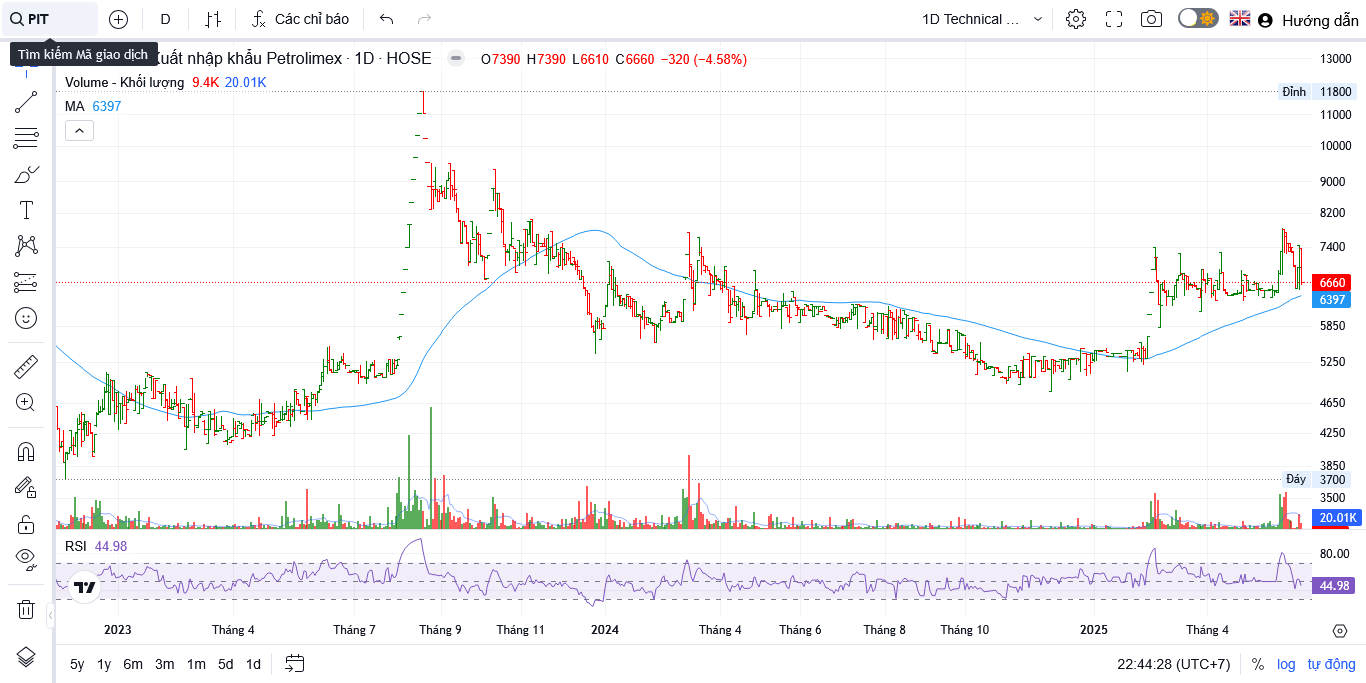 PIT
D
Các chỉ báo
1D Technical ...
Hướng dẫn
Tìm kiếm Mã giao dịch
Xuất nhập khẩu Petrolimex · 1D · HOSE
O7390 H7390 L6610 C6660 −320 (−4.58%)
Volume - Khối lượng 9.4K 20.01K
MA 6397
13000
Đỉnh 11800
11000
10000
9000
8200
7400
6660
6397
5850
5250
4650
4250
3850
Đáy 3700
3500
20.01K
RSI 44.98
80.00
44.98
2023 Tháng 4 Tháng 7 Tháng 9 Tháng 11 2024 Tháng 4 Tháng 6 Tháng 8 Tháng 10 2025 Tháng 4
5y 1y 6m 3m 1m 5d 1d
22:44:28 (UTC+7) % log tự động